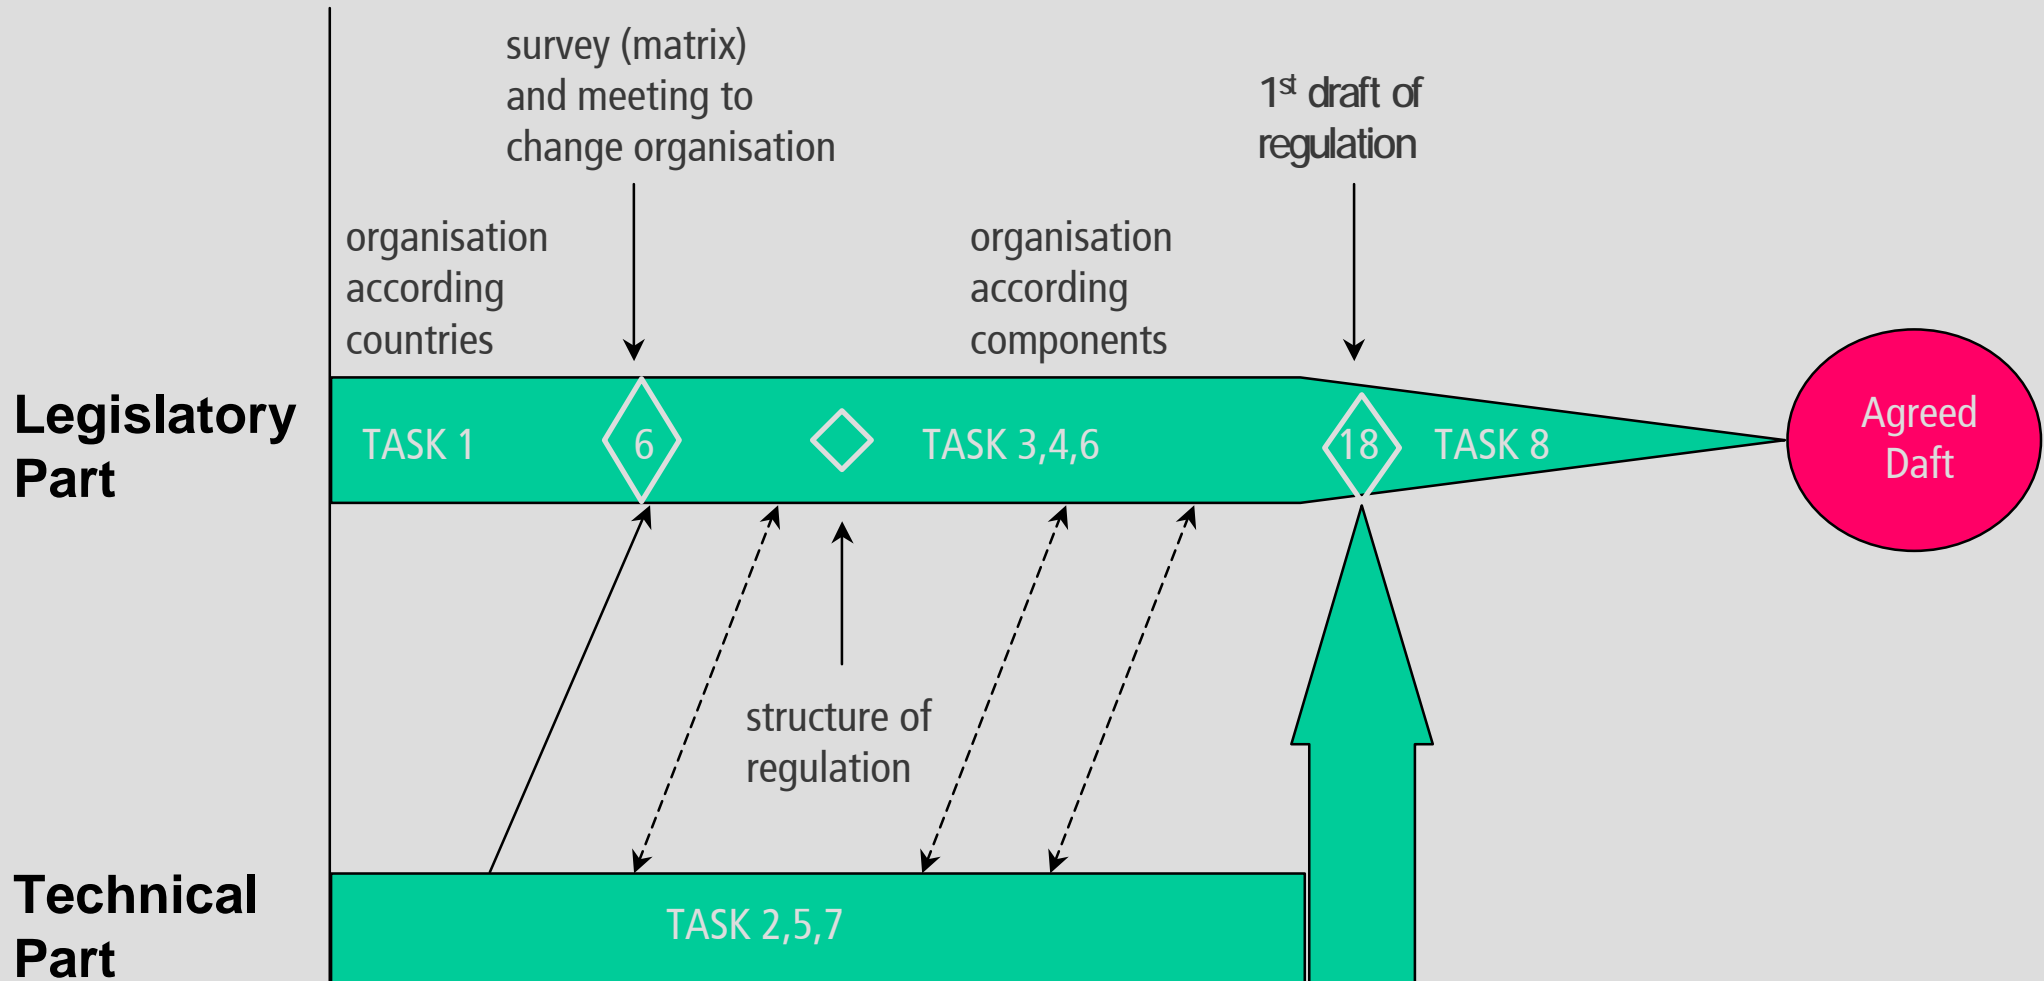 survey (matrix)
and meeting to
change organisation
1st draft of
regulation
organisation
according
countries
organisation
according
components
Legislatory
Part
TASK 1
6
TASK 3,4,6
18
TASK 8
Agreed
Daft
structure of
regulation
Technical
Part
TASK 2,5,7